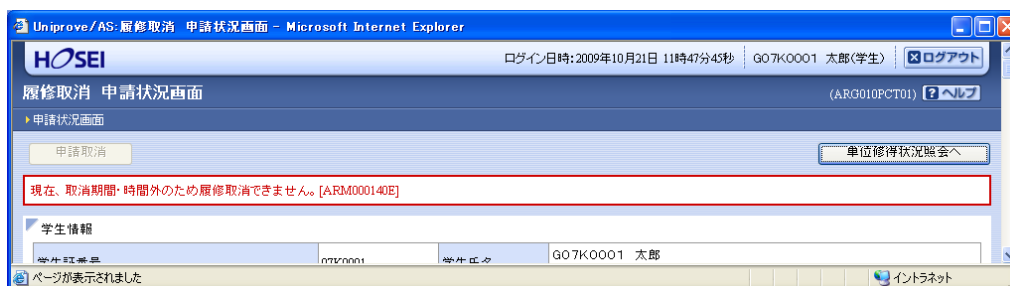 Uniprove/AS:履修取消 申請状況画面 - Microsoft Internet Explorer
HOSEI ログイン日時:2009年10月21日 11時47分45秒 G07K0001 太郎(学生) ログアウト
履修取消 申請状況画面 (ARG010PCT01) ? ヘルプ
申請状況画面
申請取消 単位修得状況照会へ
現在、取消期間・時間外のため履修取消できません。[ARM000140E]
学生情報
学生証番号 07K0001 学生氏名 G07K0001 太郎
ページが表示されました イントラネット